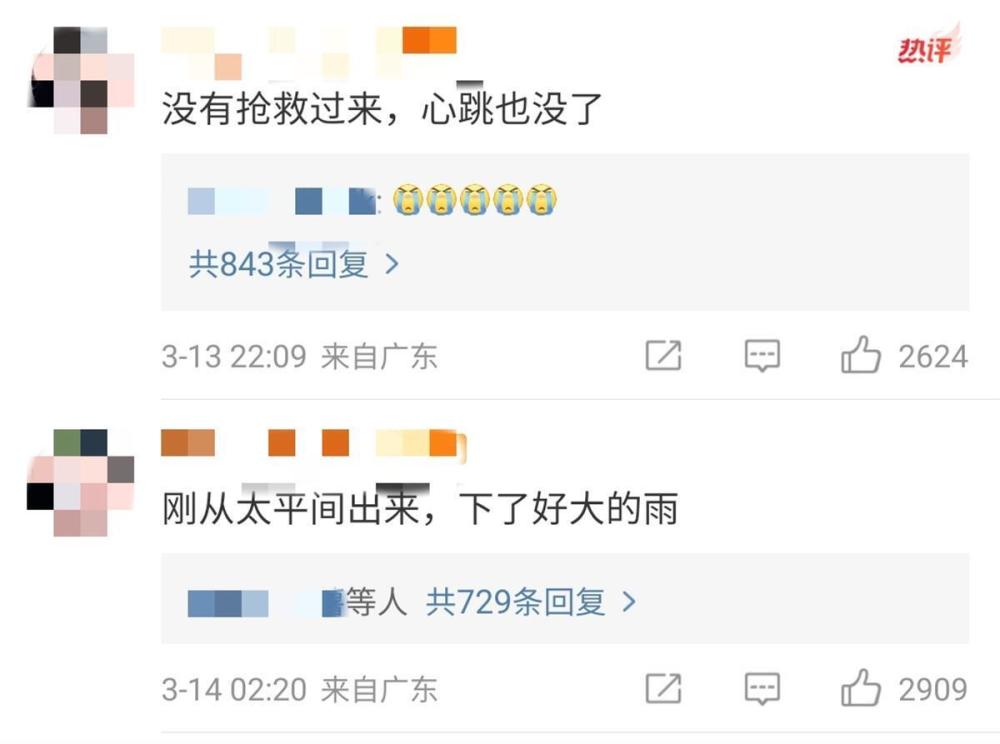 热评
没有抢救过来，心跳也没了
:
共843条回复 >
3-13 22:09 来自广东
2624
刚从太平间出来，下了好大的雨
等人 共729条回复 >
3-14 02:20 来自广东
2909